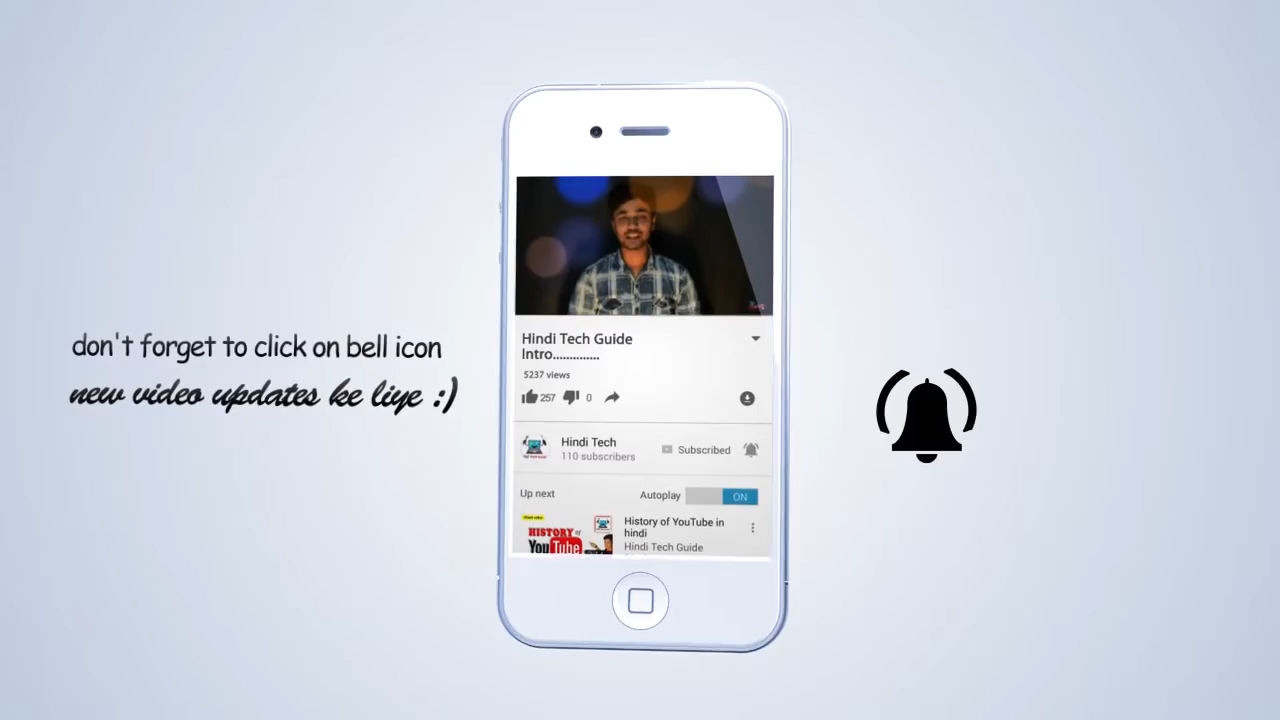 don't forget to click on bell icon
new video updates ke liye :)
Hindi Tech Guide
Intro..............
5237 views
257 0
Hindi Tech
110 subscribers
Subscribed
Up next
Autoplay ON
HISTORY of
YouTube
History of YouTube in
hindi
Hindi Tech Guide